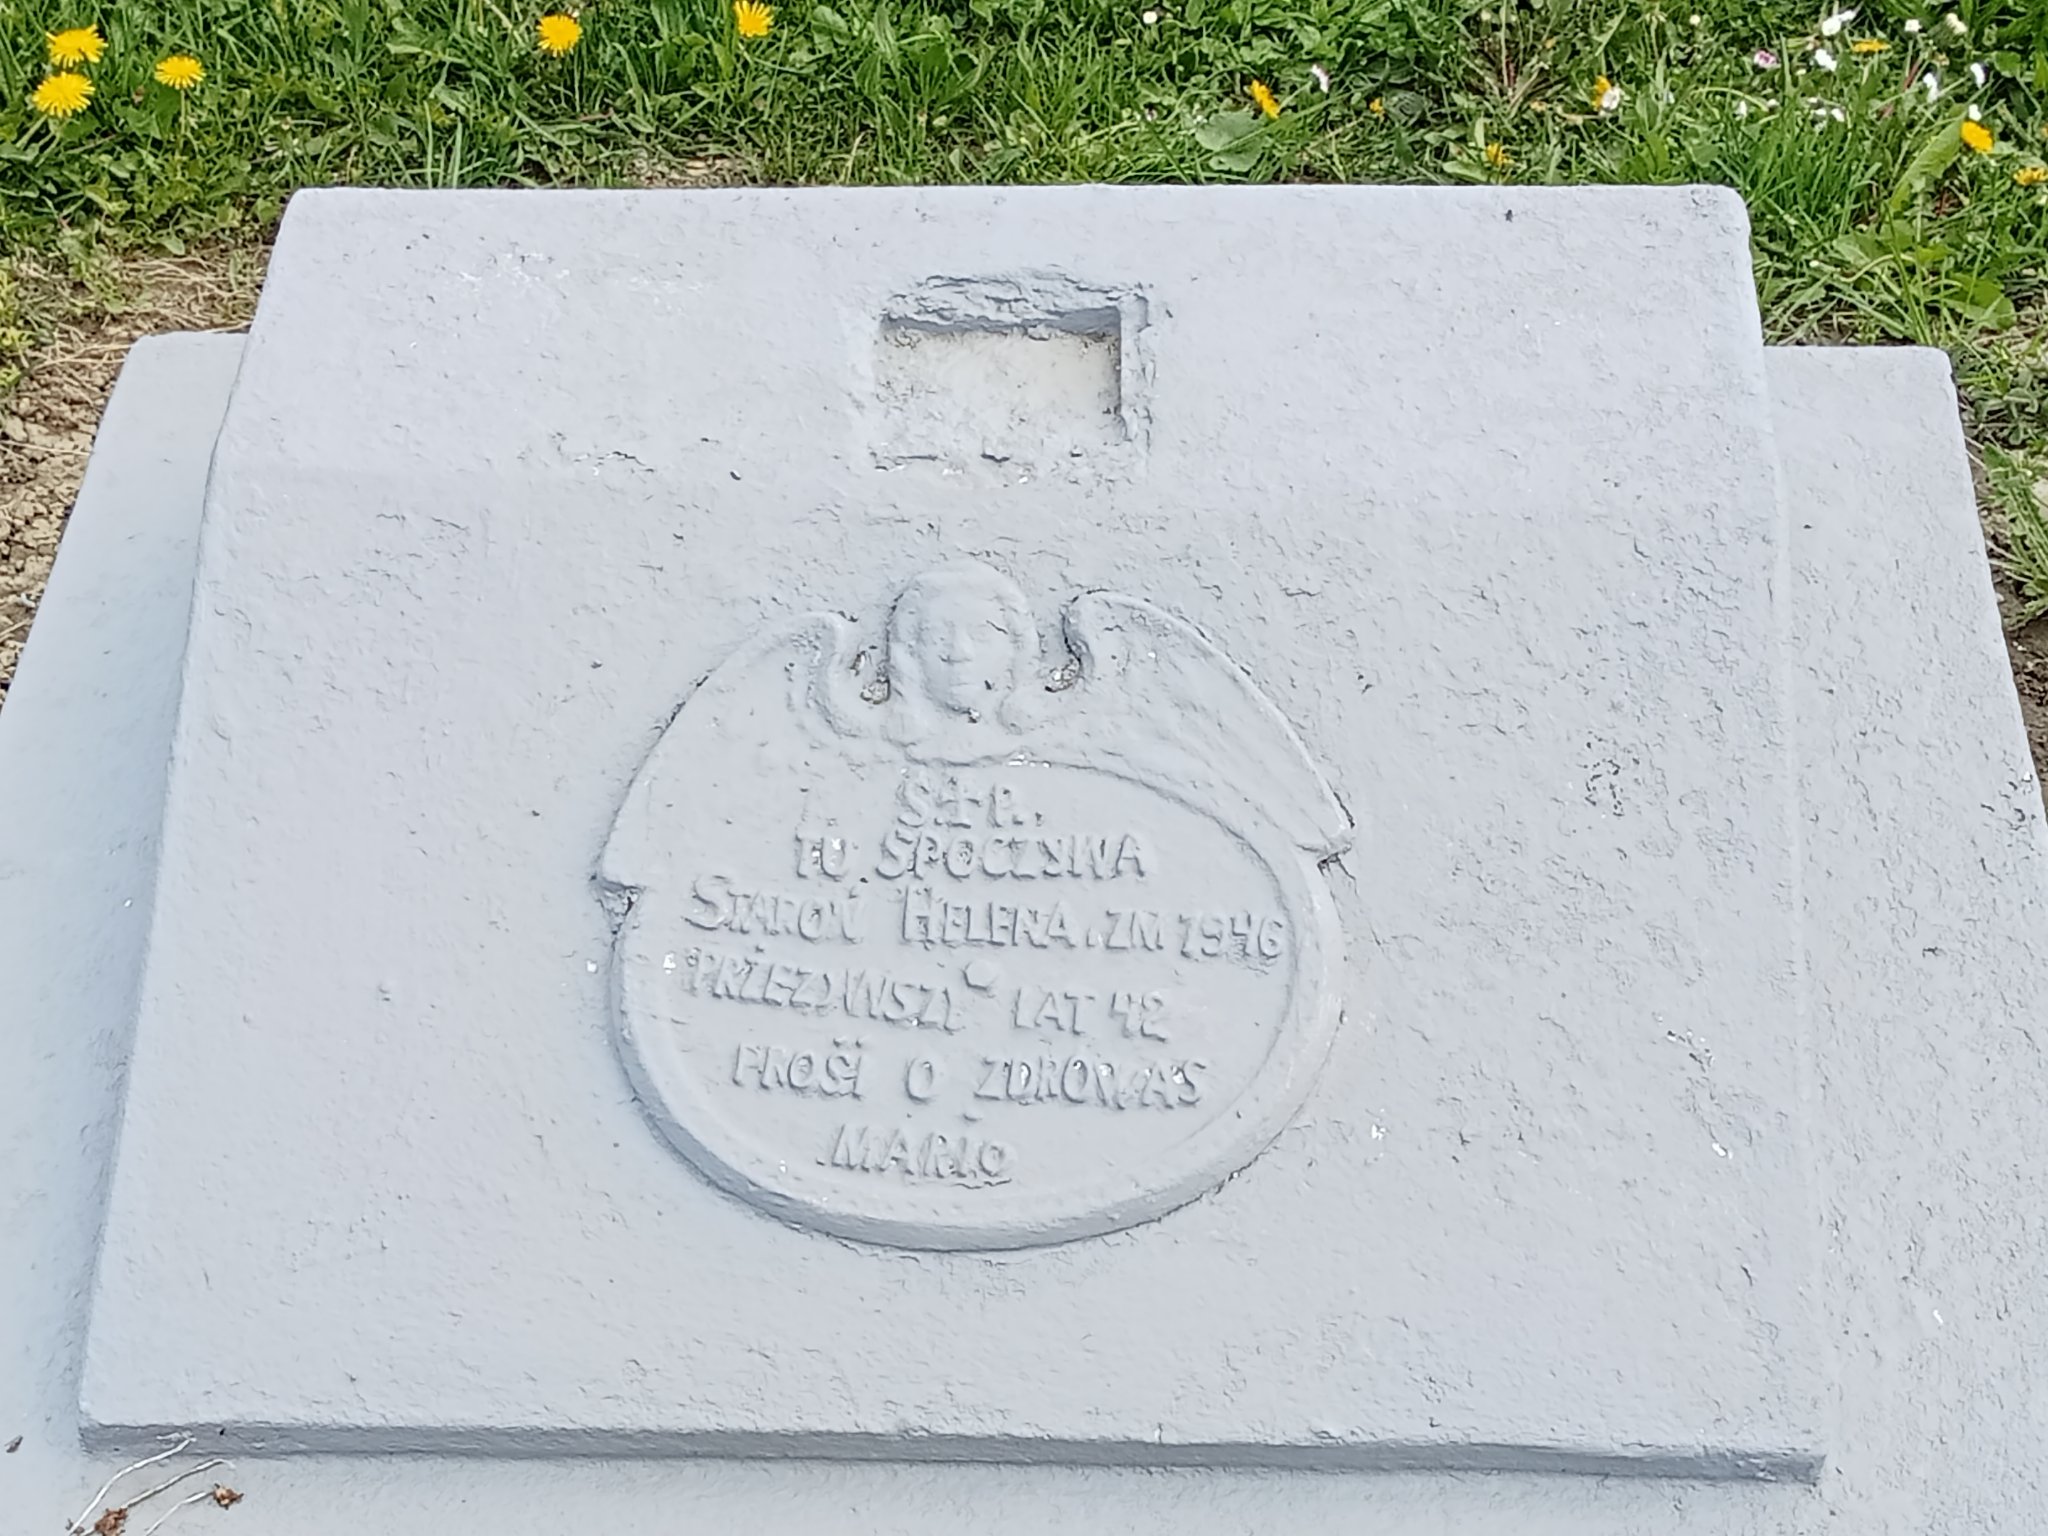 Ś.†P.
TU SPOCZYWA
STAROŃ HELENA ZM 1946
PRZEŻYWSZY LAT 42
PROSI O ZDROWAŚ
MARIO